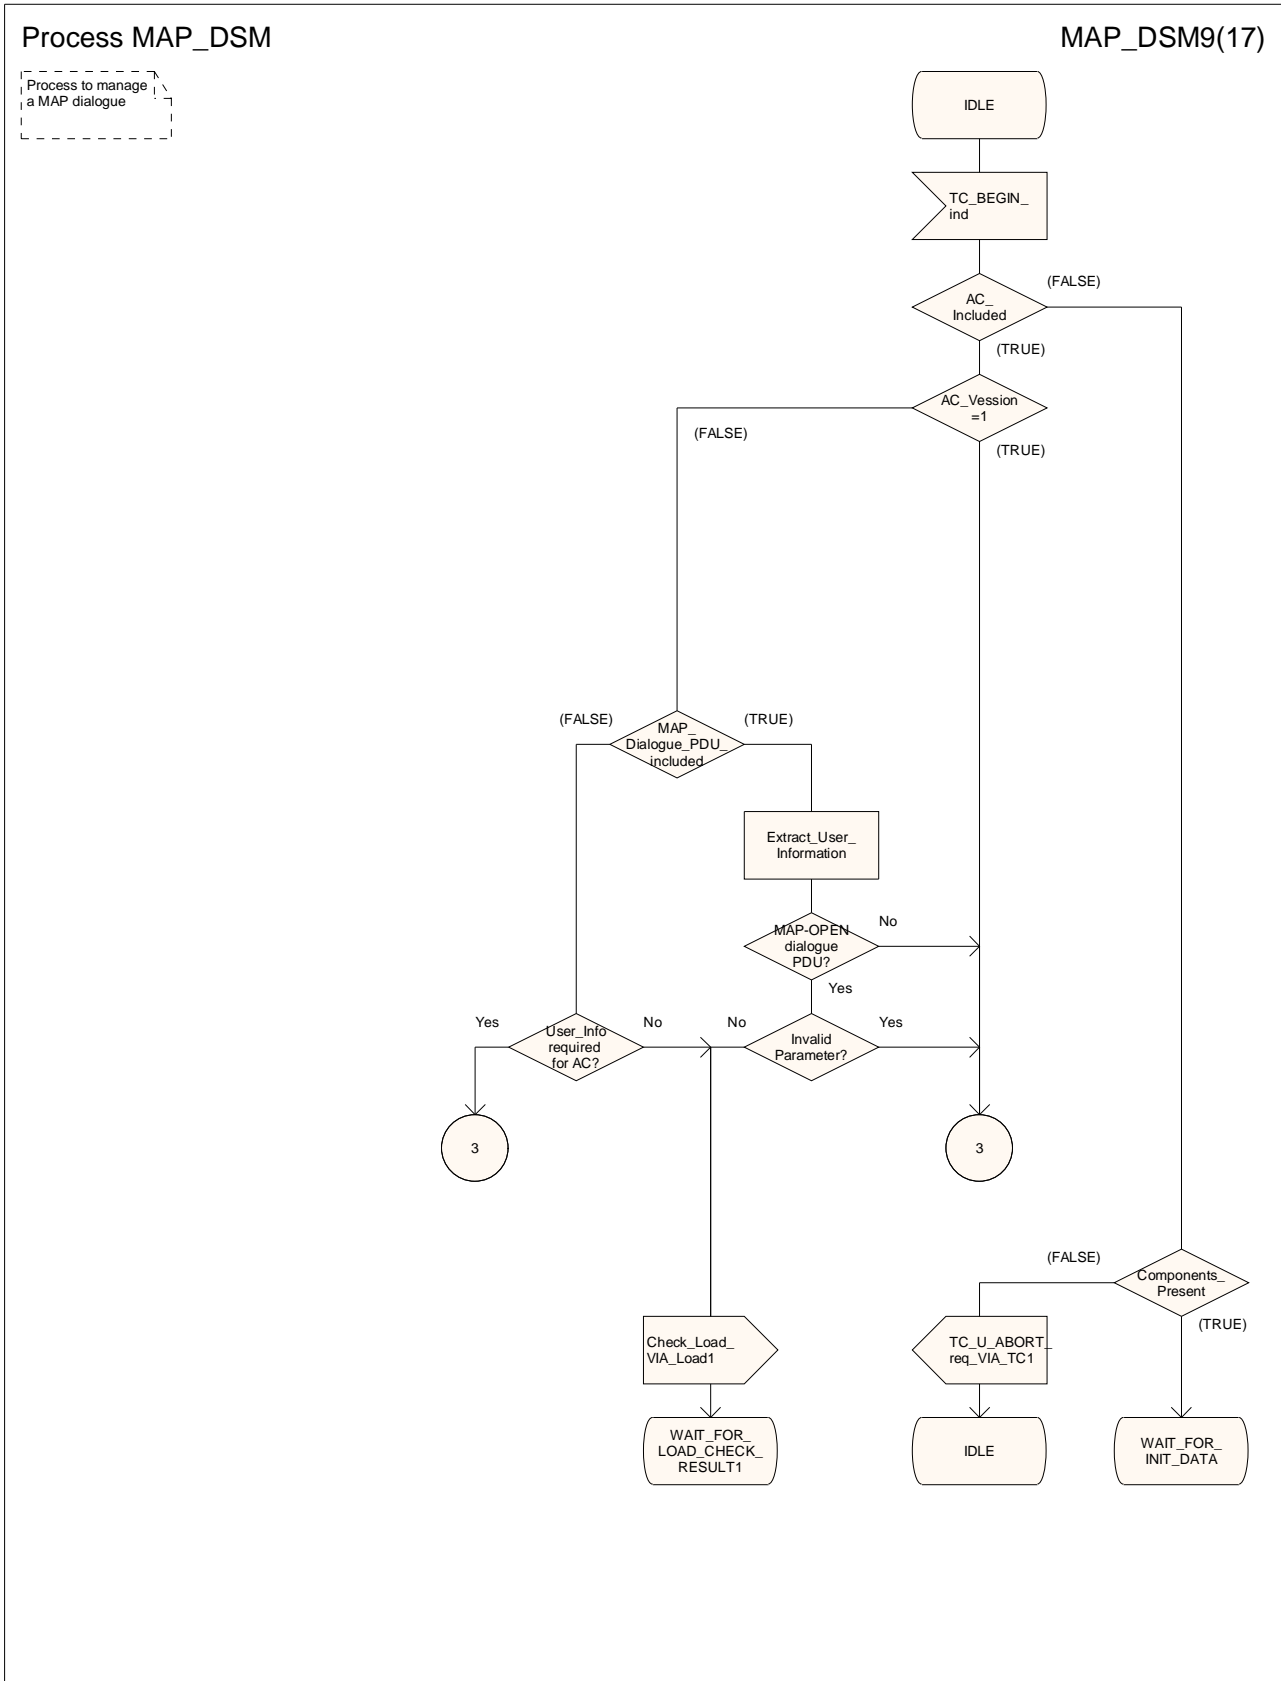 Process MAP_DSM
MAP_DSM9(17)
Process to manage
a MAP dialogue
IDLE
TC_BEGIN_
ind
(FALSE)
AC_
Included
(TRUE)
AC_Vession
=1
(FALSE)
(TRUE)
(FALSE)
(TRUE)
MAP_
Dialogue_PDU_
included
Extract_User_
Information
No
MAP-OPEN
dialogue
PDU?
Yes
Yes
User_Info
required
for AC?
No
No
Invalid
Parameter?
Yes
3
3
(FALSE)
Components_
Present
(TRUE)
Check_Load_
VIA_Load1
TC_U_ABORT_
req_VIA_TC1
WAIT_FOR_
LOAD_CHECK_
RESULT1
IDLE
WAIT_FOR_
INIT_DATA